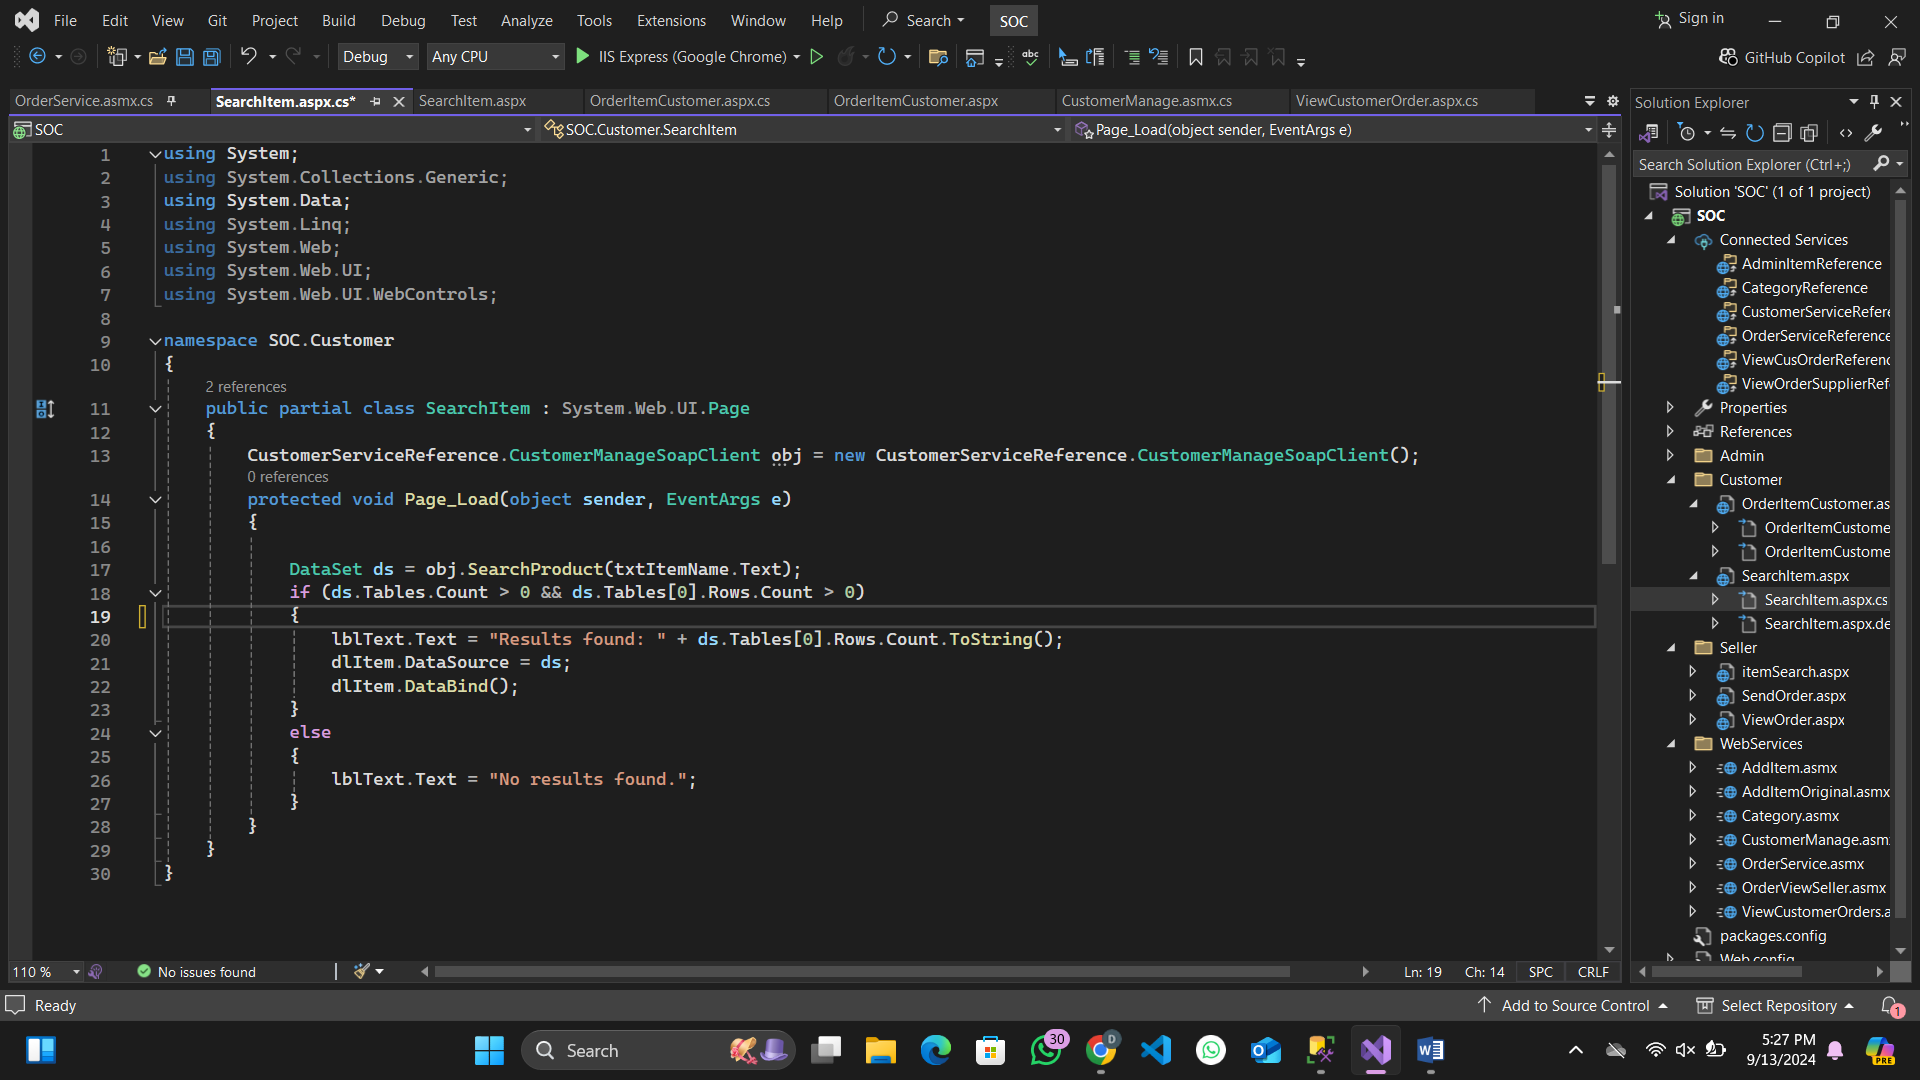 File Edit View Git Project Build Debug Test Analyze Tools Extensions Window Help Search SOC Sign in
Debug Any CPU IIS Express (Google Chrome) GitHub Copilot
OrderService.asmx.cs SearchItem.aspx.cs* SearchItem.aspx OrderItemCustomer.aspx.cs OrderItemCustomer.aspx CustomerManage.asmx.cs ViewCustomerOrder.aspx.cs
SOC SOC.Customer.SearchItem Page_Load(object sender, EventArgs e)
1 using System;
2 using System.Collections.Generic;
3 using System.Data;
4 using System.Linq;
5 using System.Web;
6 using System.Web.UI;
7 using System.Web.UI.WebControls;
8
9 namespace SOC.Customer
10 {
2 references
11 public partial class SearchItem : System.Web.UI.Page
12 {
13 CustomerServiceReference.CustomerManageSoapClient obj = new CustomerServiceReference.CustomerManageSoapClient();
0 references
14 protected void Page_Load(object sender, EventArgs e)
15 {
16
17 DataSet ds = obj.SearchProduct(txtItemName.Text);
18 if (ds.Tables.Count > 0 && ds.Tables[0].Rows.Count > 0)
19 {
20 lblText.Text = "Results found: " + ds.Tables[0].Rows.Count.ToString();
21 dlItem.DataSource = ds;
22 dlItem.DataBind();
23 }
24 else
25 {
26 lblText.Text = "No results found.";
27 }
28 }
29 }
30 }
110 % No issues found Ln: 19 Ch: 14 SPC CRLF
Solution Explorer
Search Solution Explorer (Ctrl+;)
Solution 'SOC' (1 of 1 project)
SOC
Connected Services
AdminItemReference
CategoryReference
CustomerServiceRefere
OrderServiceReference
ViewCusOrderReferenc
ViewOrderSupplierRef
Properties
References
Admin
Customer
OrderItemCustomer.as
OrderItemCustome
OrderItemCustome
SearchItem.aspx
SearchItem.aspx.cs
SearchItem.aspx.de
Seller
itemSearch.aspx
SendOrder.aspx
ViewOrder.aspx
WebServices
AddItem.asmx
AddItemOriginal.asmx
Category.asmx
CustomerManage.asm
OrderService.asmx
OrderViewSeller.asmx
ViewCustomerOrders.a
packages.config
Web.config
Ready Add to Source Control Select Repository 1
Search 30 D PRE
5:27 PM
9/13/2024